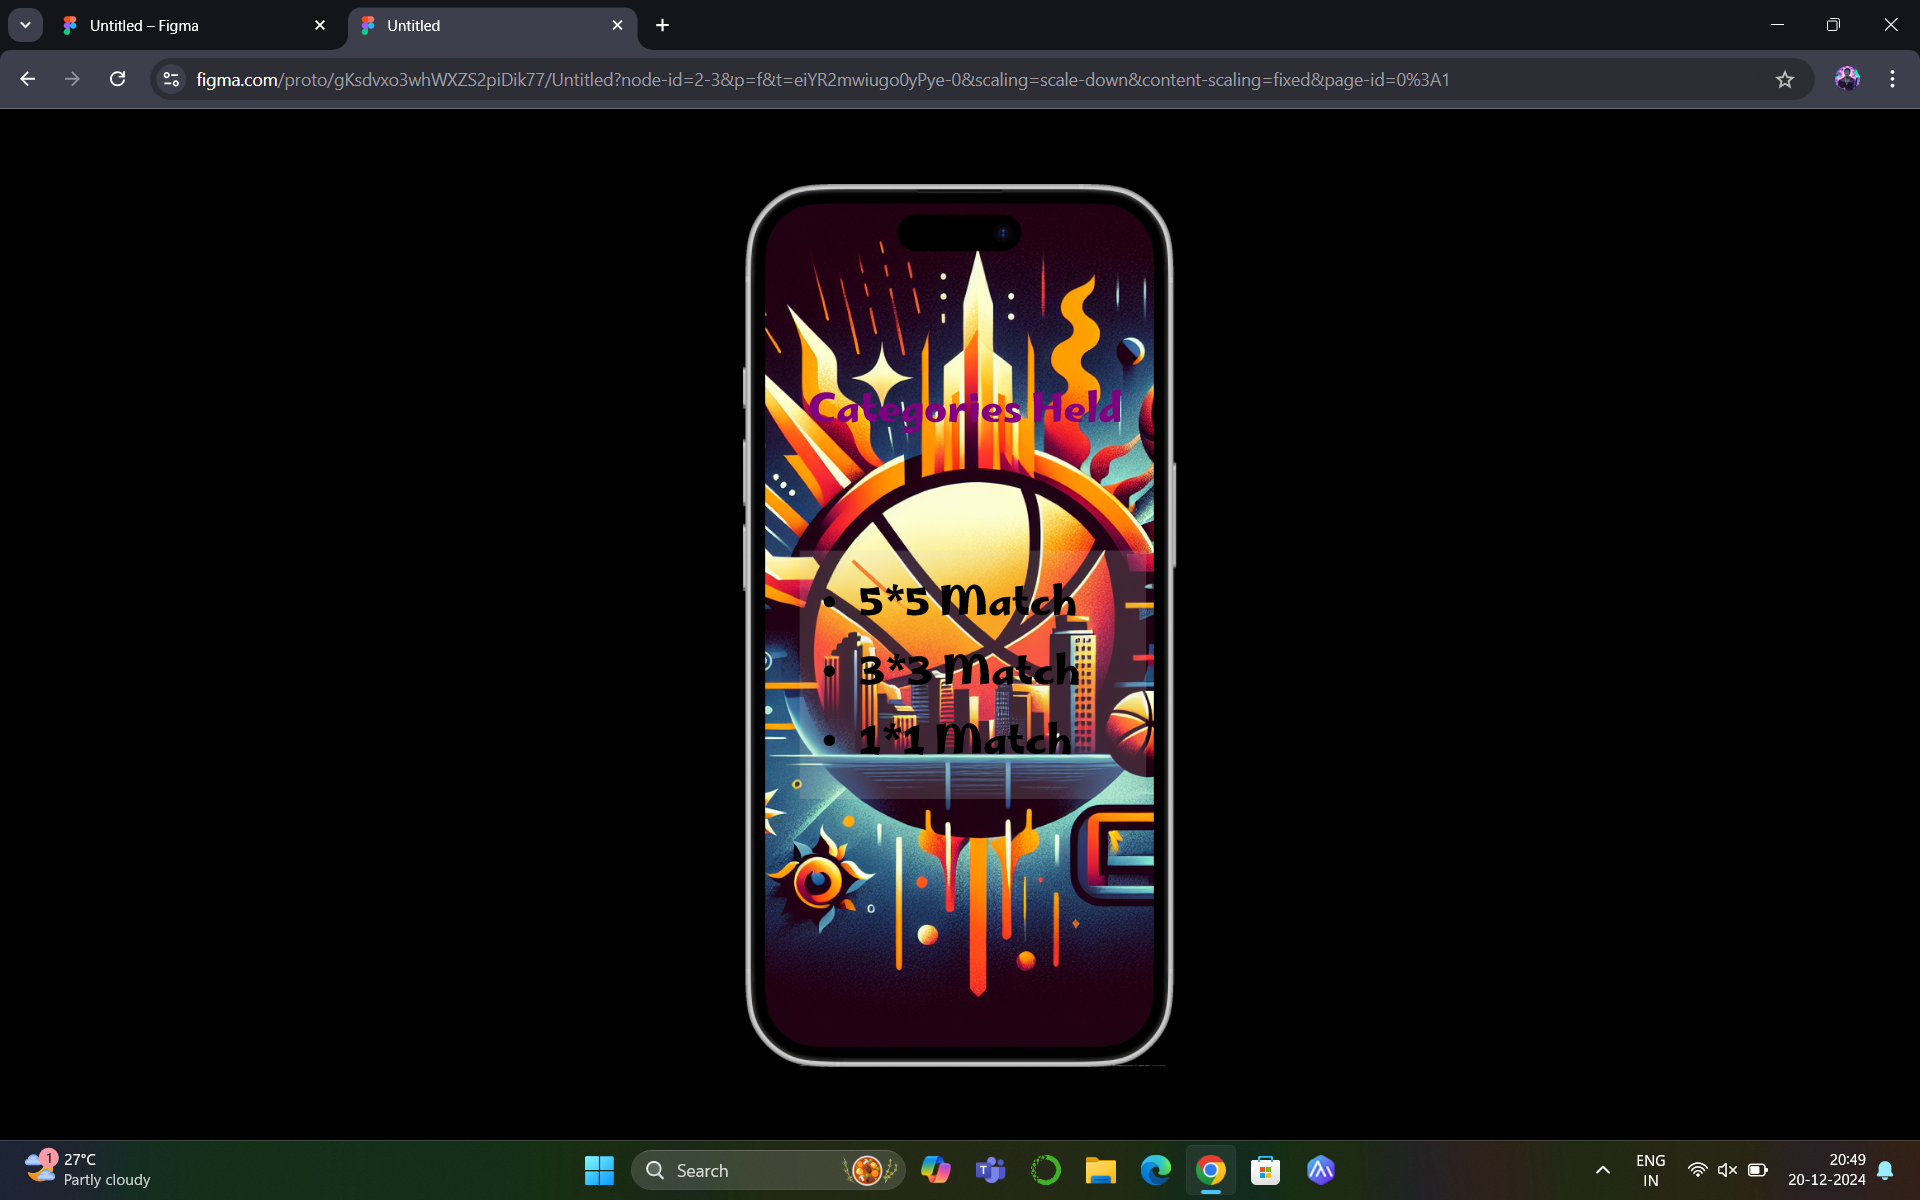 Untitled – Figma
Untitled
figma.com/proto/gKsdvxo3whWXZS2piDik77/Untitled?node-id=2-3&p=f&t=eiYR2mwiugo0yPye-0&scaling=scale-down&content-scaling=fixed&page-id=0%3A1
Categories Held
• 5*5 Match
• 3*3 Match
• 1*1 Match
1
27°C
Partly cloudy
Search
ENG
IN
20:49
20-12-2024